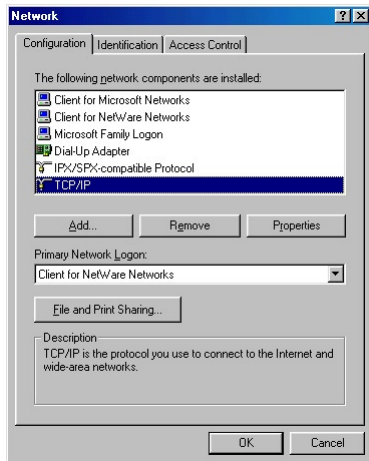 Network
Configuration Identification Access Control
The following network components are installed:
Client for Microsoft Networks
Client for NetWare Networks
Microsoft Family Logon
Dial-Up Adapter
IPX/SPX-compatible Protocol
TCP/IP
Add... Remove Properties
Primary Network Logon:
Client for NetWare Networks
File and Print Sharing...
Description
TCP/IP is the protocol you use to connect to the Internet and
wide-area networks.
OK Cancel